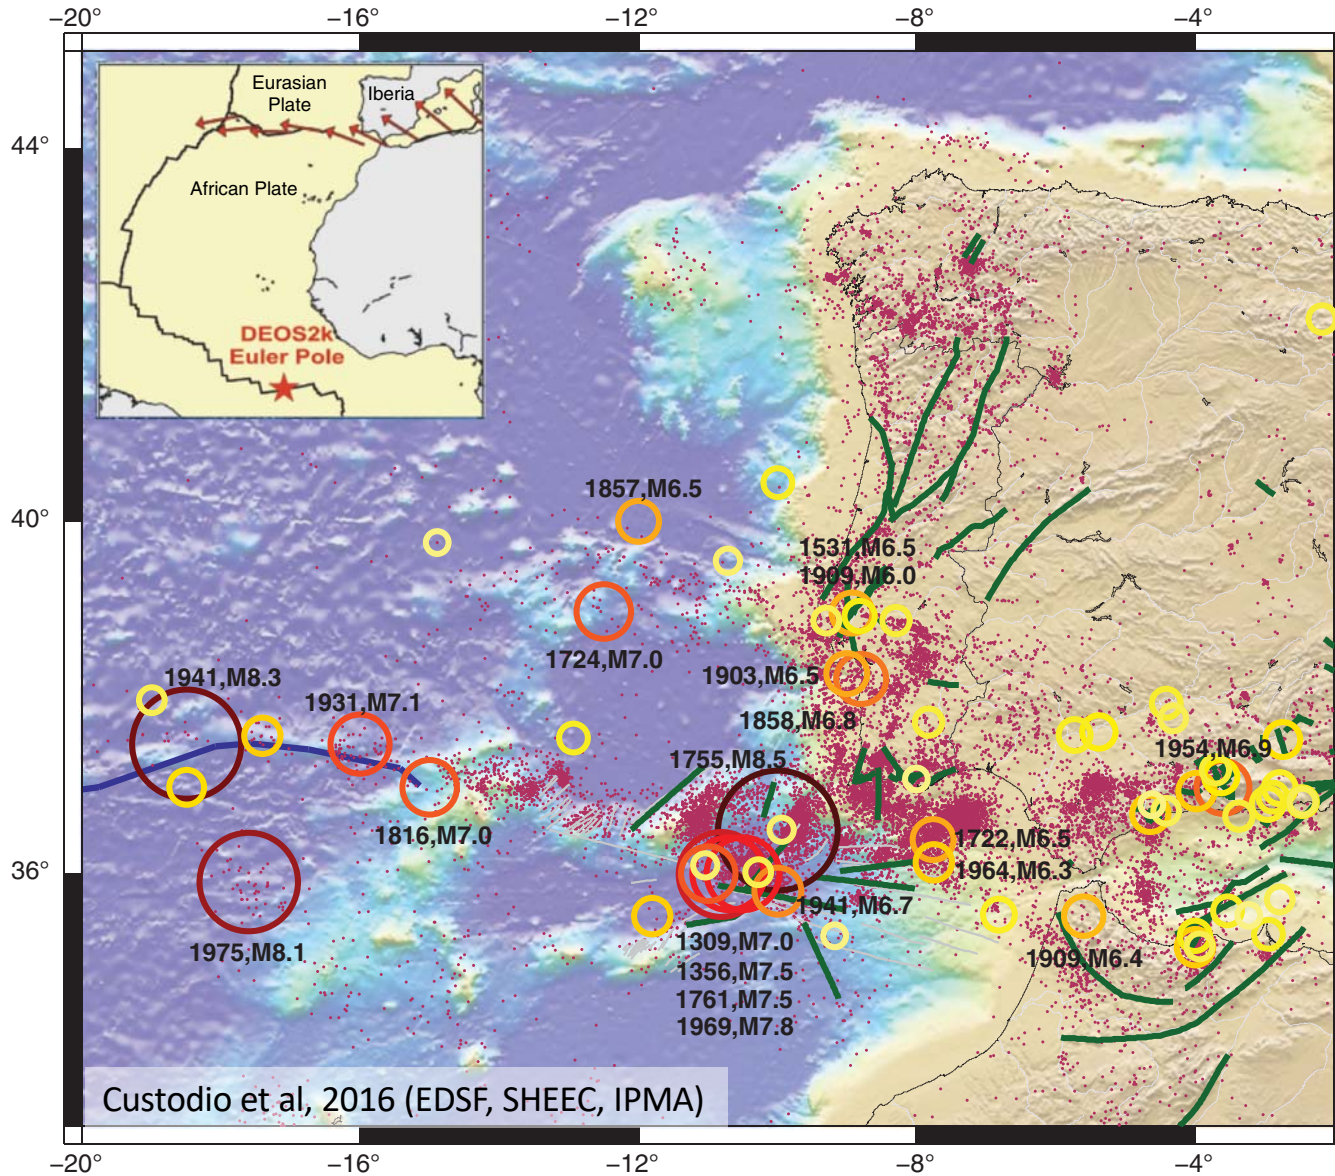 −20°
−16°
−12°
−8°
−4°
44°
40°
36°
Eurasian
Plate
Iberia
African Plate
DEOS2k
Euler Pole
1857,M6.5
1531,M6.5
1909,M6.0
1724,M7.0
1903,M6.5
1858,M6.8
1941,M8.3
1931,M7.1
1755,M8.5
1954,M6.9
1816,M7.0
1722,M6.5
1964,M6.3
1941,M6.7
1975,M8.1
1309,M7.0
1356,M7.5
1761,M7.5
1969,M7.8
1909,M6.4
Custodio et al, 2016 (EDSF, SHEEC, IPMA)
−20°
−16°
−12°
−8°
−4°